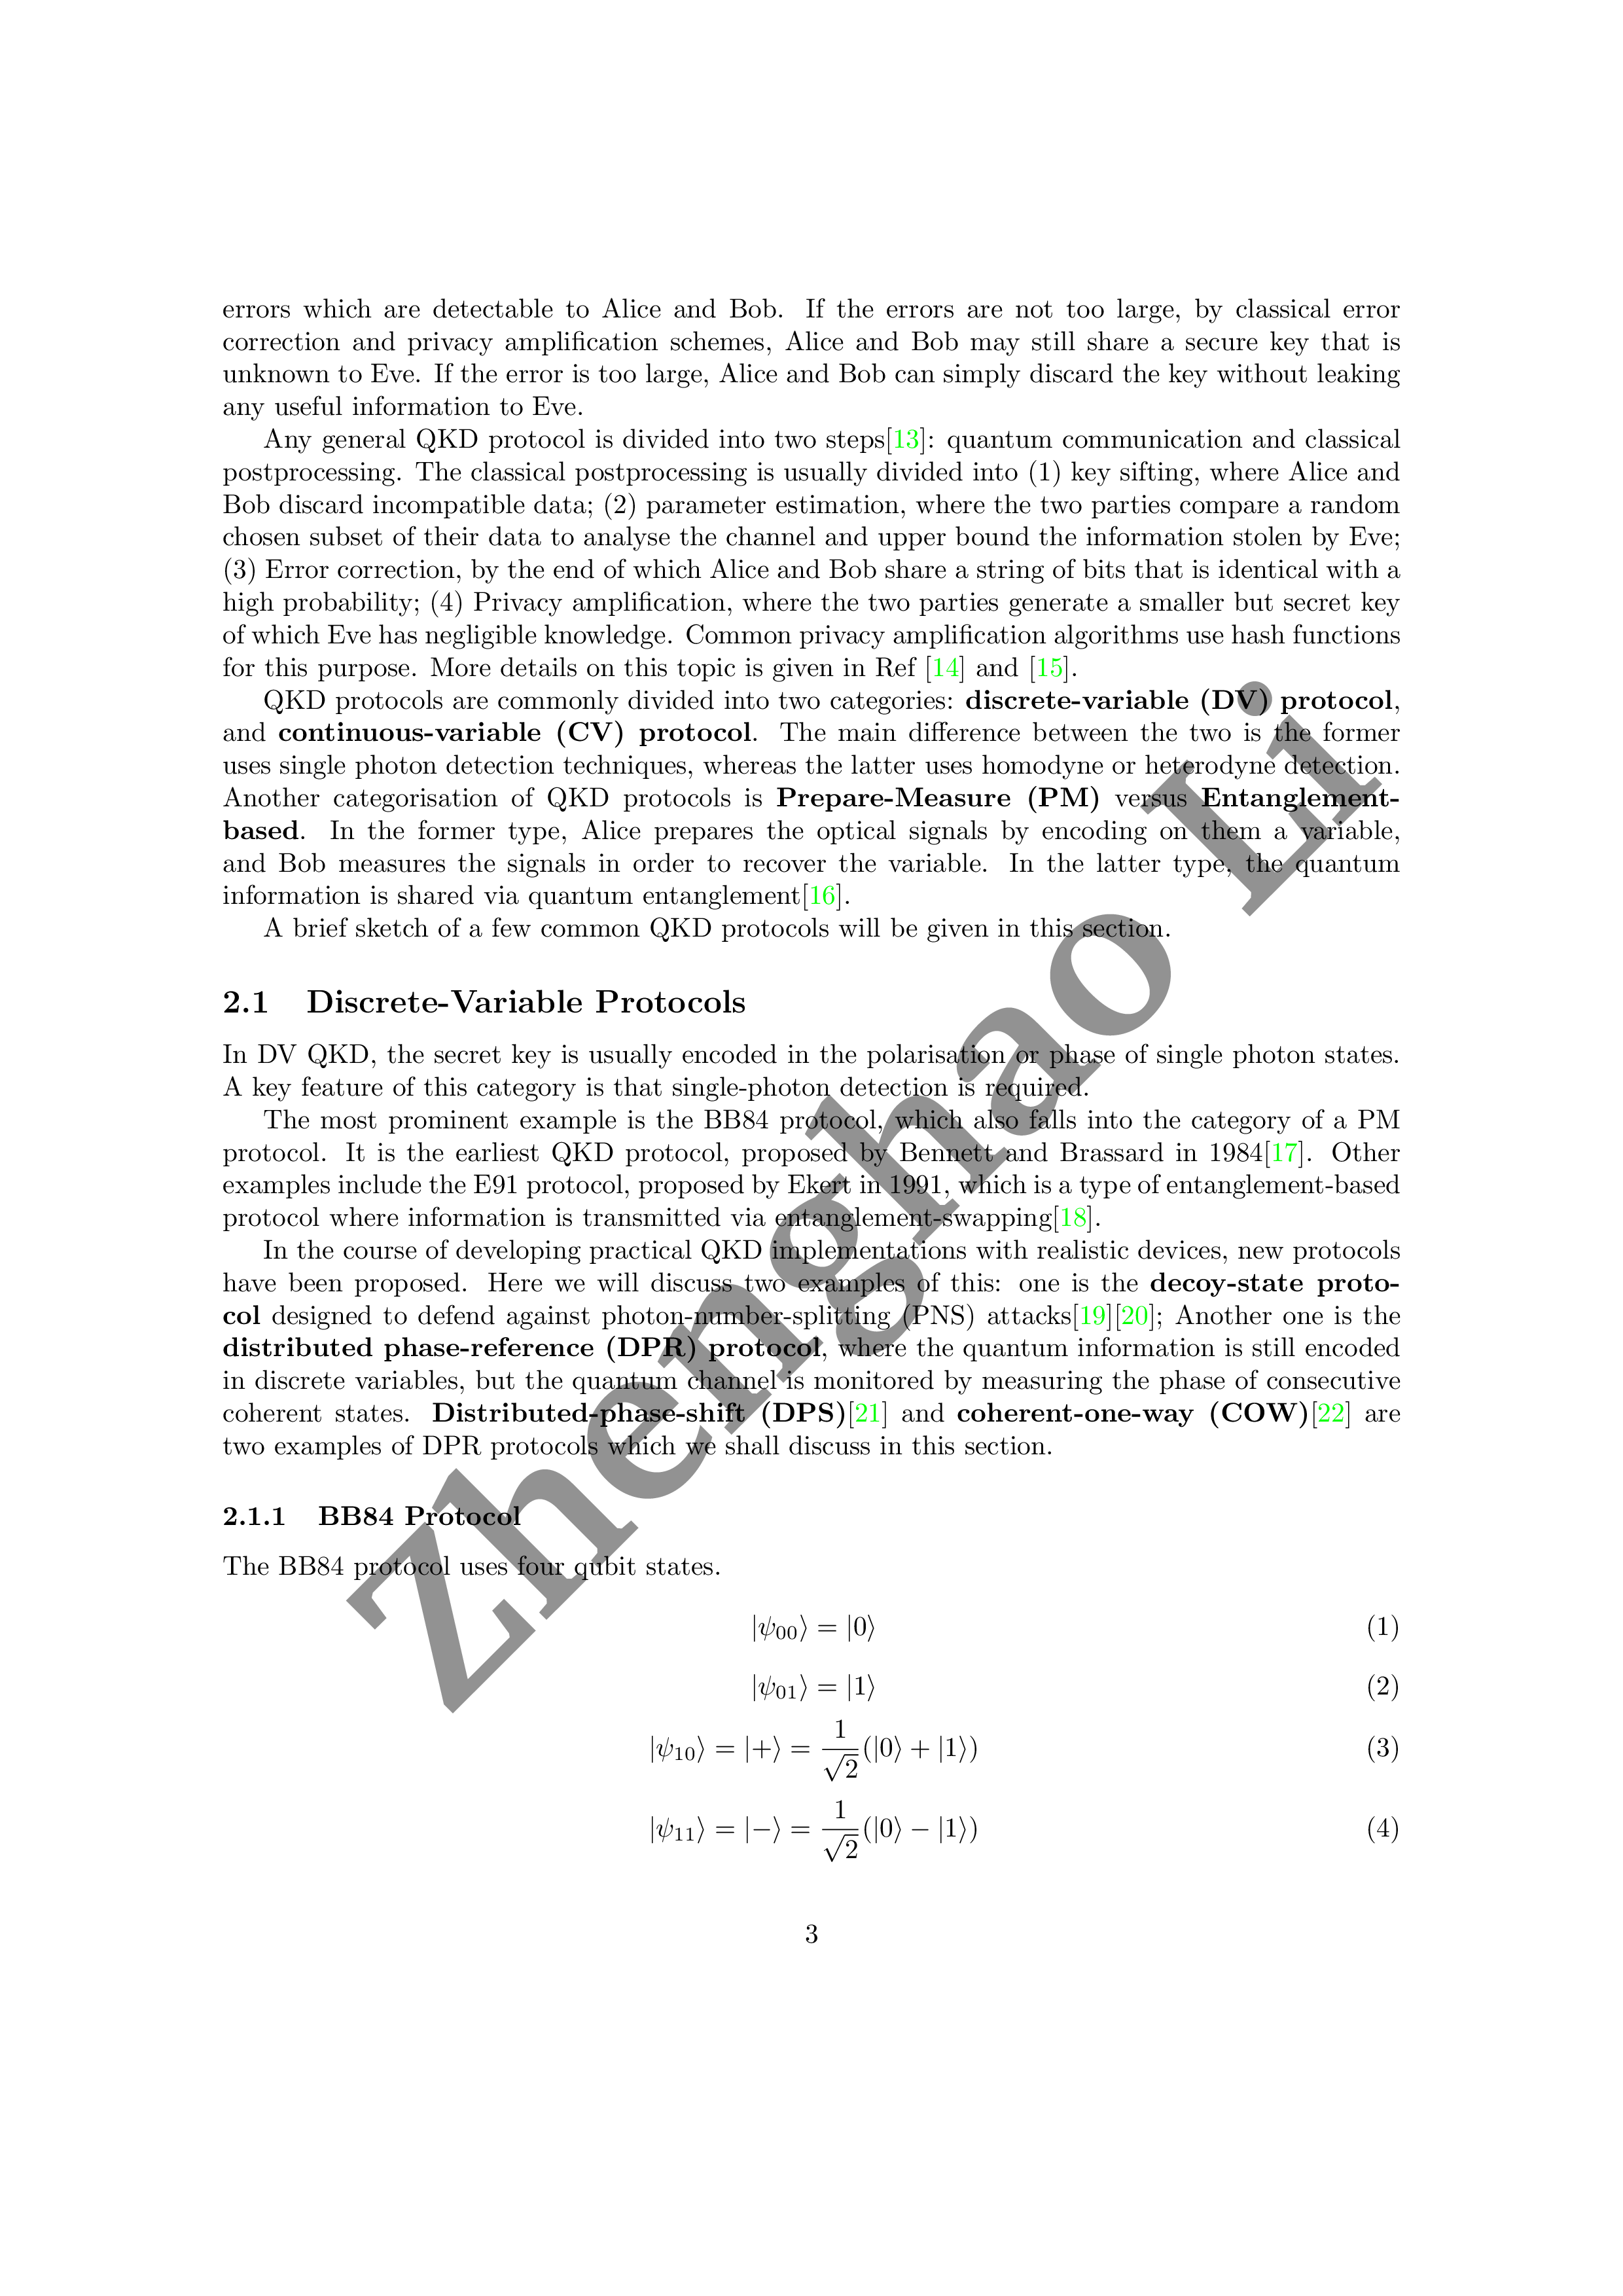 errors which are detectable to Alice and Bob. If the errors are not too large, by classical error
correction and privacy amplification schemes, Alice and Bob may still share a secure key that is
unknown to Eve. If the error is too large, Alice and Bob can simply discard the key without leaking
any useful information to Eve.
Any general QKD protocol is divided into two steps[13]: quantum communication and classical
postprocessing. The classical postprocessing is usually divided into (1) key sifting, where Alice and
Bob discard incompatible data; (2) parameter estimation, where the two parties compare a random
chosen subset of their data to analyse the channel and upper bound the information stolen by Eve;
(3) Error correction, by the end of which Alice and Bob share a string of bits that is identical with a
high probability; (4) Privacy amplification, where the two parties generate a smaller but secret key
of which Eve has negligible knowledge. Common privacy amplification algorithms use hash functions
for this purpose. More details on this topic is given in Ref [14] and [15].
QKD protocols are commonly divided into two categories: discrete-variable (DV) protocol,
and continuous-variable (CV) protocol. The main difference between the two is the former
uses single photon detection techniques, whereas the latter uses homodyne or heterodyne detection.
Another categorisation of QKD protocols is Prepare-Measure (PM) versus Entanglement-
based. In the former type, Alice prepares the optical signals by encoding on them a variable,
and Bob measures the signals in order to recover the variable. In the latter type, the quantum
information is shared via quantum entanglement[16].
A brief sketch of a few common QKD protocols will be given in this section.
2.1 Discrete-Variable Protocols
In DV QKD, the secret key is usually encoded in the polarisation or phase of single photon states.
A key feature of this category is that single-photon detection is required.
The most prominent example is the BB84 protocol, which also falls into the category of a PM
protocol. It is the earliest QKD protocol, proposed by Bennett and Brassard in 1984[17]. Other
examples include the E91 protocol, proposed by Ekert in 1991, which is a type of entanglement-based
protocol where information is transmitted via entanglement-swapping[18].
In the course of developing practical QKD implementations with realistic devices, new protocols
have been proposed. Here we will discuss two examples of this: one is the decoy-state proto-
col designed to defend against photon-number-splitting (PNS) attacks[19][20]; Another one is the
distributed phase-reference (DPR) protocol, where the quantum information is still encoded
in discrete variables, but the quantum channel is monitored by measuring the phase of consecutive
coherent states. Distributed-phase-shift (DPS)[21] and coherent-one-way (COW)[22] are
two examples of DPR protocols which we shall discuss in this section.
2.1.1 BB84 Protocol
The BB84 protocol uses four qubit states.
|ψ₀₀⟩ = |0⟩ (1)
|ψ₀₁⟩ = |1⟩ (2)
|ψ₁₀⟩ = |+⟩ = 1/√2 (|0⟩ + |1⟩) (3)
|ψ₁₁⟩ = |−⟩ = 1/√2 (|0⟩ − |1⟩) (4)
3
Zhenghao Li